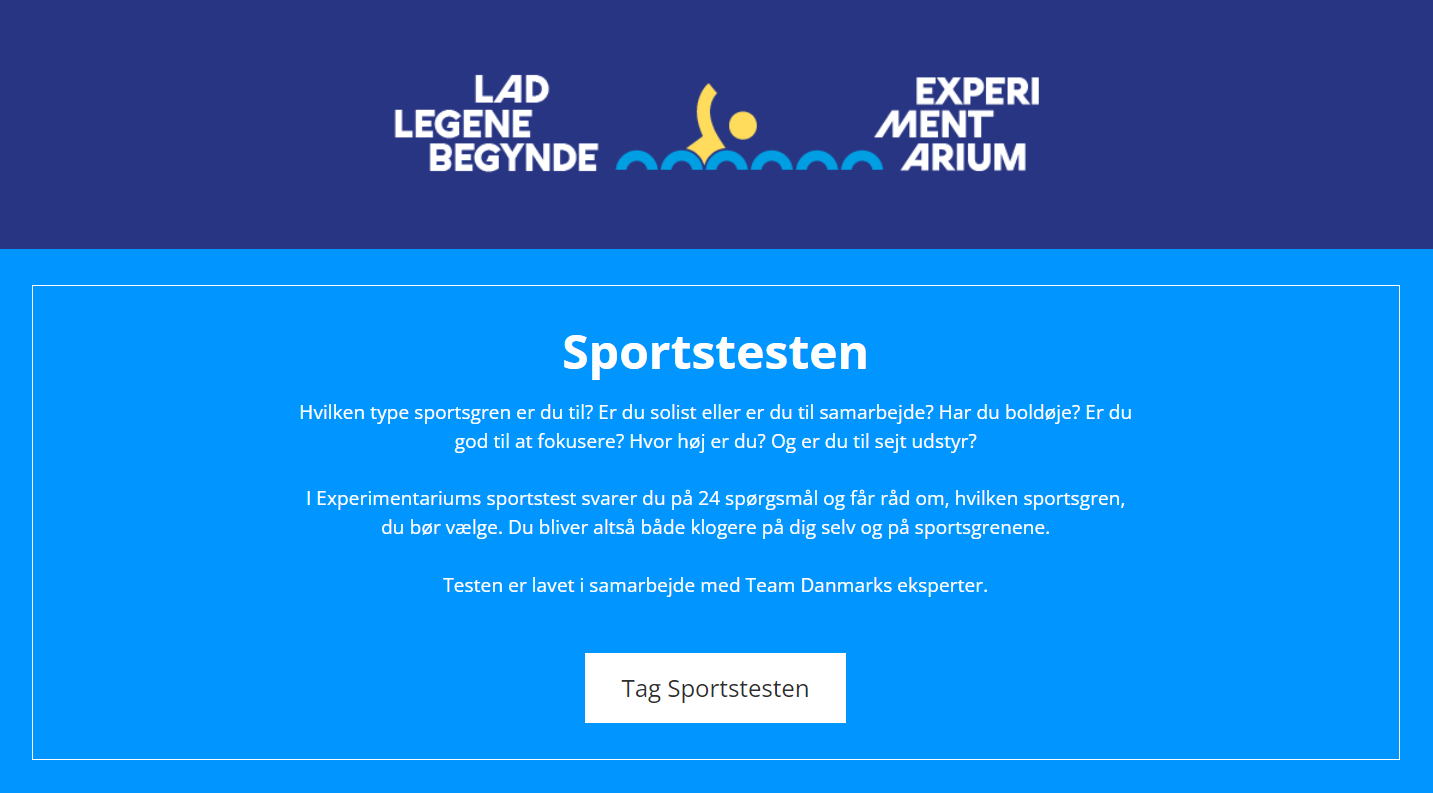 LAD
LEGENE
BEGYNDE
EXPERI
MENT
ARIUM
Sportstesten
Hvilken type sportsgren er du til? Er du solist eller er du til samarbejde? Har du boldøje? Er du
god til at fokusere? Hvor høj er du? Og er du til sejt udstyr?
I Experimentariums sportstest svarer du på 24 spørgsmål og får råd om, hvilken sportsgren,
du bør vælge. Du bliver altså både klogere på dig selv og på sportsgrenene.
Testen er lavet i samarbejde med Team Danmarks eksperter.
Tag Sportstesten